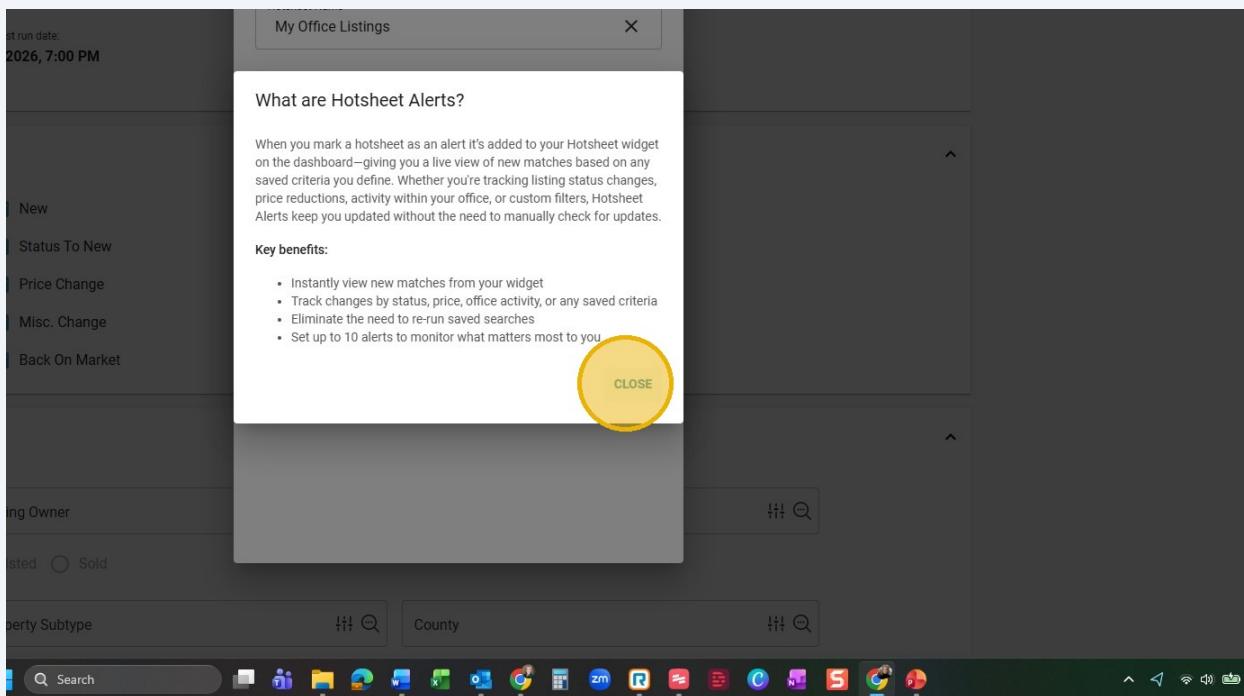 Hotsheet Name
My Office Listings
st run date:
2026, 7:00 PM
What are Hotsheet Alerts?
When you mark a hotsheet as an alert it's added to your Hotsheet widget
on the dashboard—giving you a live view of new matches based on any
saved criteria you define. Whether you're tracking listing status changes,
price reductions, activity within your office, or custom filters, Hotsheet
Alerts keep you updated without the need to manually check for updates.
Key benefits:
• Instantly view new matches from your widget
• Track changes by status, price, office activity, or any saved criteria
• Eliminate the need to re-run saved searches
• Set up to 10 alerts to monitor what matters most to you
CLOSE
New
Status To New
Price Change
Misc. Change
Back On Market
ing Owner
isted Sold
perty Subtype County
Search
zm